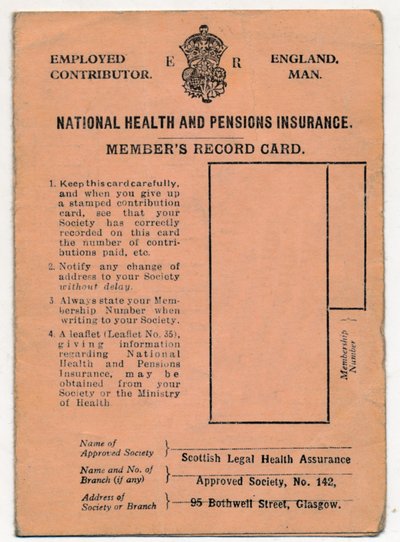 EMPLOYED CONTRIBUTOR.
E R
ENGLAND. MAN.
NATIONAL HEALTH AND PENSIONS INSURANCE.
MEMBER'S RECORD CARD.
1. Keep this card carefully,
and when you give up
a stamped contribution
card, see that your
Society has correctly
recorded on this card
the number of contri-
butions paid, etc.
2. Notify any change of
address to your Society
without delay.
3. Always state your Mem-
bership Number when
writing to your Society.
4. A leaflet (Leaflet No. 35),
giving information
regarding National
Health and Pensions
Insurance, may be
obtained from your
Society or the Ministry
of Health
Membership
Number
Name of
Approved Society } Scottish Legal Health Assurance
Name and No. of
Branch (if any) } Approved Society, No. 142,
Address of
Society or Branch } 95 Bothwell Street, Glasgow.